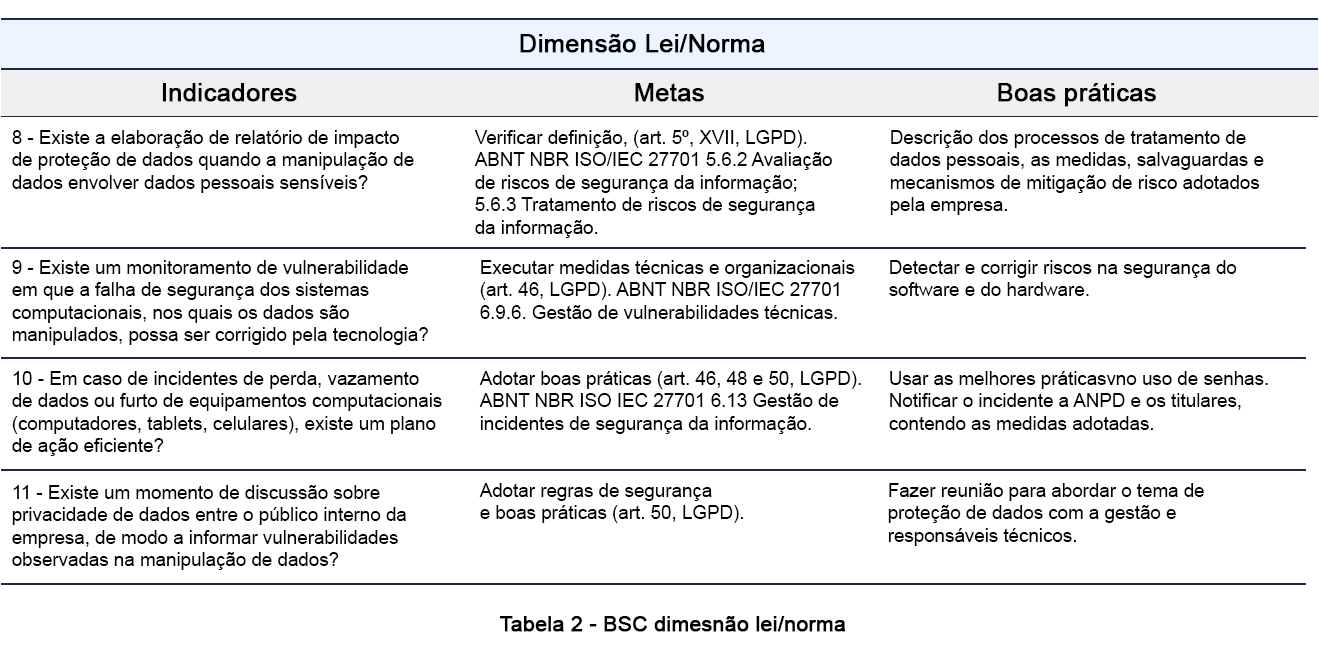 Dimensão Lei/Norma
Indicadores
Metas
Boas práticas
8 - Existe a elaboração de relatório de impacto
de proteção de dados quando a manipulação de
dados envolver dados pessoais sensíveis?
Verificar definição, (art. 5º, XVII, LGPD).
ABNT NBR ISO/IEC 27701 5.6.2 Avaliação
de riscos de segurança da informação;
5.6.3 Tratamento de riscos de segurança
da informação.
Descrição dos processos de tratamento de
dados pessoais, as medidas, salvaguardas e
mecanismos de mitigação de risco adotados
pela empresa.
9 - Existe um monitoramento de vulnerabilidade
em que a falha de segurança dos sistemas
computacionais, nos quais os dados são
manipulados, possa ser corrigido pela tecnologia?
Executar medidas técnicas e organizacionais
(art. 46, LGPD). ABNT NBR ISO/IEC 27701
6.9.6. Gestão de vulnerabilidades técnicas.
Detectar e corrigir riscos na segurança do
software e do hardware.
10 - Em caso de incidentes de perda, vazamento
de dados ou furto de equipamentos computacionais
(computadores, tablets, celulares), existe um plano
de ação eficiente?
Adotar boas práticas (art. 46, 48 e 50, LGPD).
ABNT NBR ISO IEC 27701 6.13 Gestão de
incidentes de segurança da informação.
Usar as melhores práticasvno uso de senhas.
Notificar o incidente a ANPD e os titulares,
contendo as medidas adotadas.
11 - Existe um momento de discussão sobre
privacidade de dados entre o público interno da
empresa, de modo a informar vulnerabilidades
observadas na manipulação de dados?
Adotar regras de segurança
e boas práticas (art. 50, LGPD).
Fazer reunião para abordar o tema de
proteção de dados com a gestão e
responsáveis técnicos.
Tabela 2 - BSC dimesnão lei/norma